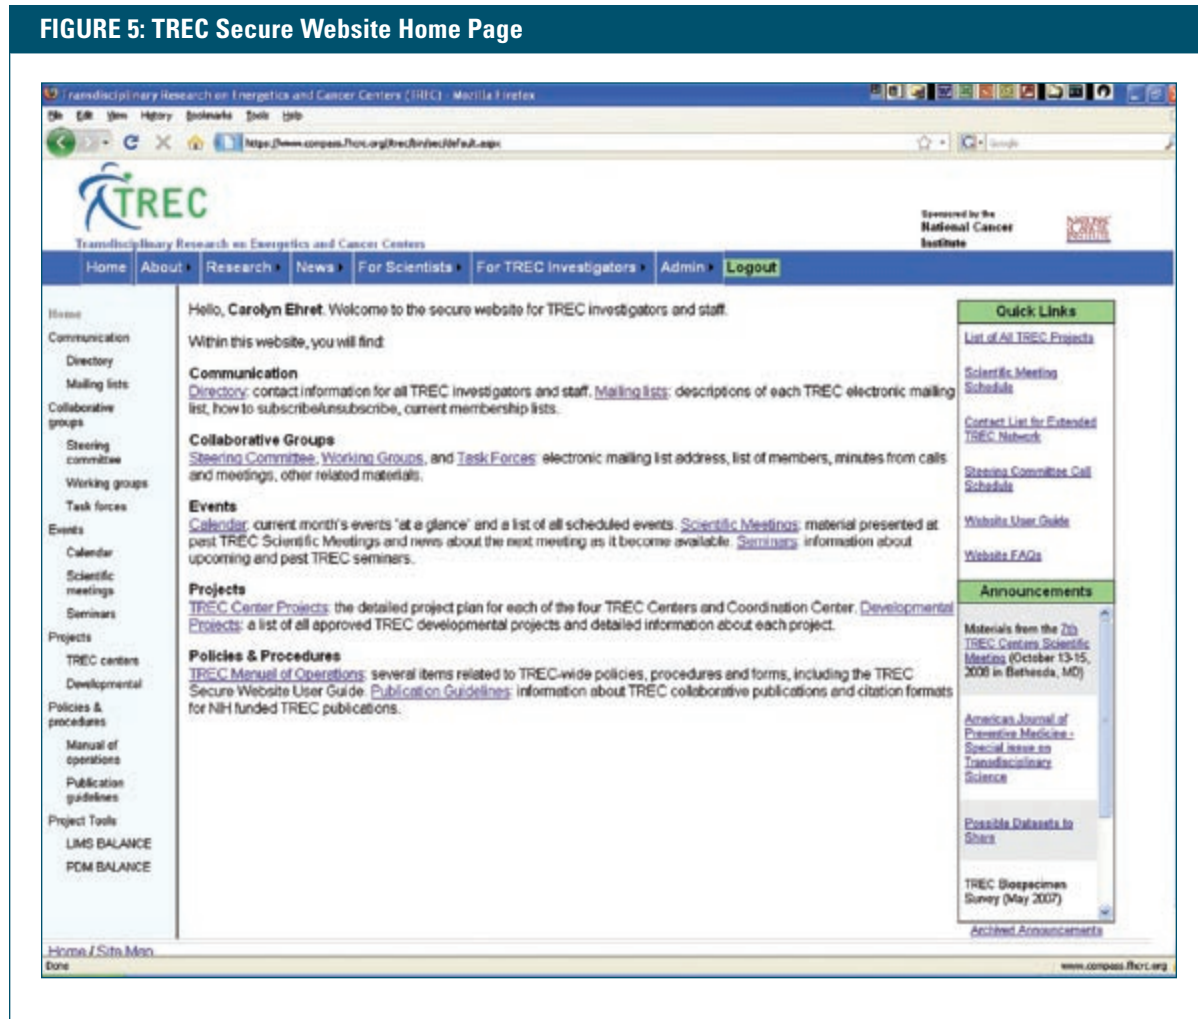 FIGURE 5: TREC Secure Website Home Page
Transdisciplinary Research on Energetics and Cancer Centers (TREC) - Mozilla Firefox
File Edit View History Bookmarks Tools Help
Google
TREC
Transdisciplinary Research on Energetics and Cancer Centers
Sponsored by the
National Cancer
Institute
NATIONAL
CANCER
INSTITUTE
Home About Research News For Scientists For TREC Investigators Admin Logout
Home
Communication
Directory
Mailing lists
Collaborative
groups
Steering
committee
Working groups
Task forces
Events
Calendar
Scientific
meetings
Seminars
Projects
TREC centers
Developmental
Policies &
procedures
Manual of
operations
Publication
guidelines
Project Tools
LIMS BALANCE
PDM BALANCE
Hello, Carolyn Ehret. Welcome to the secure website for TREC investigators and staff.
Within this website, you will find:
Communication
Directory: contact information for all TREC investigators and staff. Mailing lists: descriptions of each TREC electronic mailing
list, how to subscribe/unsubscribe, current membership lists.
Collaborative Groups
Steering Committee, Working Groups, and Task Forces: electronic mailing list address, list of members, minutes from calls
and meetings, other related materials.
Events
Calendar: current month's events 'at a glance' and a list of all scheduled events. Scientific Meetings: material presented at
past TREC Scientific Meetings and news about the next meeting as it become available. Seminars: information about
upcoming and past TREC seminars.
Projects
TREC Center Projects: the detailed project plan for each of the four TREC Centers and Coordination Center. Developmental
Projects: a list of all approved TREC developmental projects and detailed information about each project.
Policies & Procedures
TREC Manual of Operations: several items related to TREC-wide policies, procedures and forms, including the TREC
Secure Website User Guide. Publication Guidelines: information about TREC collaborative publications and citation formats
for NIH funded TREC publications.
Quick Links
List of All TREC Projects
Scientific Meeting
Schedule
Contact List for Extended
TREC Network
Steering Committee Call
Schedule
Website User Guide
Website FAQs
Announcements
Materials from the 7th
TREC Centers Scientific
Meeting (October 13-15,
2008 in Bethesda, MD)
American Journal of
Preventive Medicine -
Special issue on
Transdisciplinary
Science
Possible Datasets to
Share
TREC Biospecimen
Survey (May 2007)
Archived Announcements
Home / Site Map
Done
www.compass.fhcrc.org